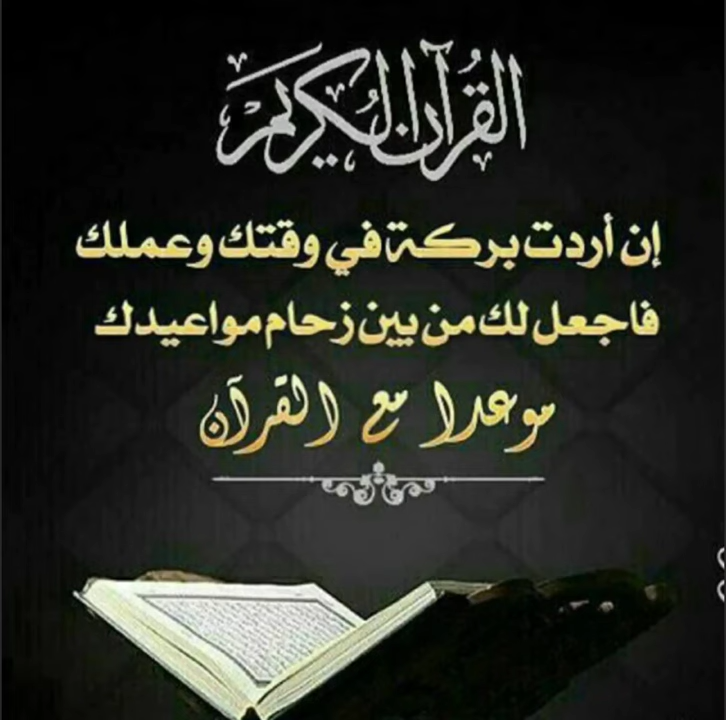 القرآن الكريم
إن أردت بركة في وقتك وعملك
فاجعل لك من بين زحام مواعيدك
موعدا مع القرآن